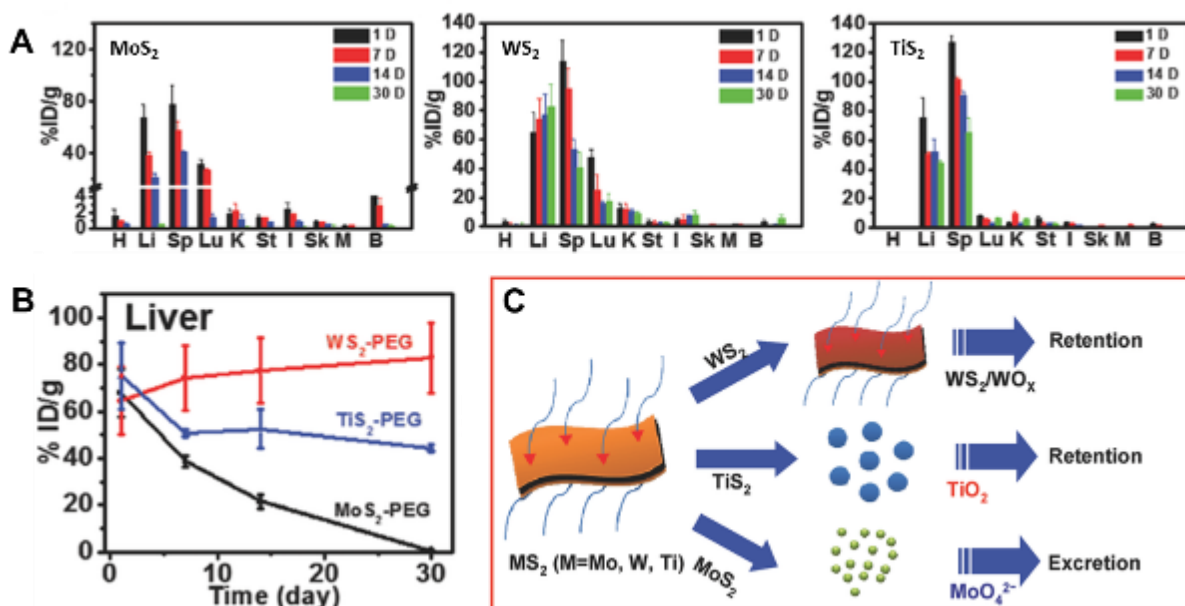 A
MoS₂
%ID/g
120
80
40
4
2
0
1 D
7 D
14 D
30 D
H Li Sp Lu K St I Sk M B
WS₂
%ID/g
140
120
100
80
60
40
20
0
1 D
7 D
14 D
30 D
H Li Sp Lu K St I Sk M B
TiS₂
%ID/g
140
120
100
80
60
40
20
0
1 D
7 D
14 D
30 D
H Li Sp Lu K St I Sk M B
B
Liver
% ID/g
100
80
60
40
20
0
WS₂-PEG
TiS₂-PEG
MoS₂-PEG
0 10 20 30
Time (day)
C
MS₂ (M=Mo, W, Ti)
WS₂
WS₂/WOₓ
Retention
TiS₂
TiO₂
Retention
MoS₂
MoO₄²⁻
Excretion